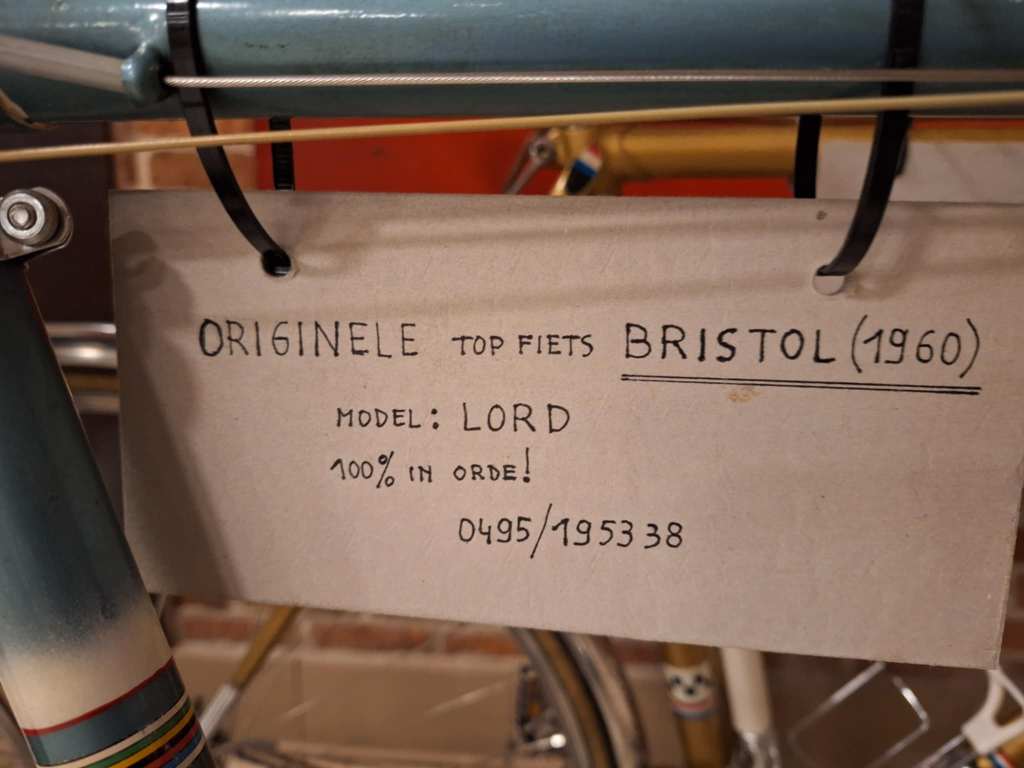 ORIGINELE TOP FIETS BRISTOL (1960)
MODEL: LORD
100% IN ORDE!
0495/195338